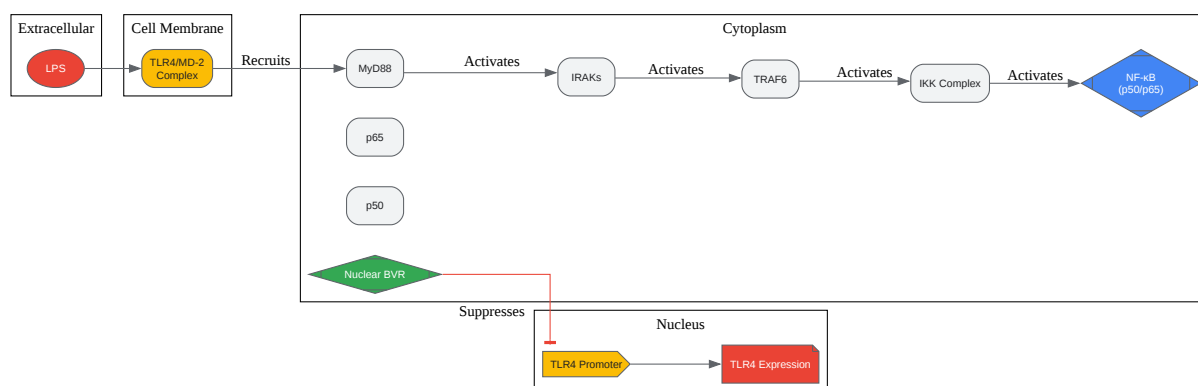 Extracellular
Cell Membrane
Cytoplasm
LPS
TLR4/MD-2
Complex
Recruits
MyD88
Activates
IRAKs
Activates
TRAF6
Activates
IKK Complex
Activates
NF-κB
(p50/p65)
p65
p50
Nuclear BVR
Suppresses
Nucleus
TLR4 Promoter
TLR4 Expression